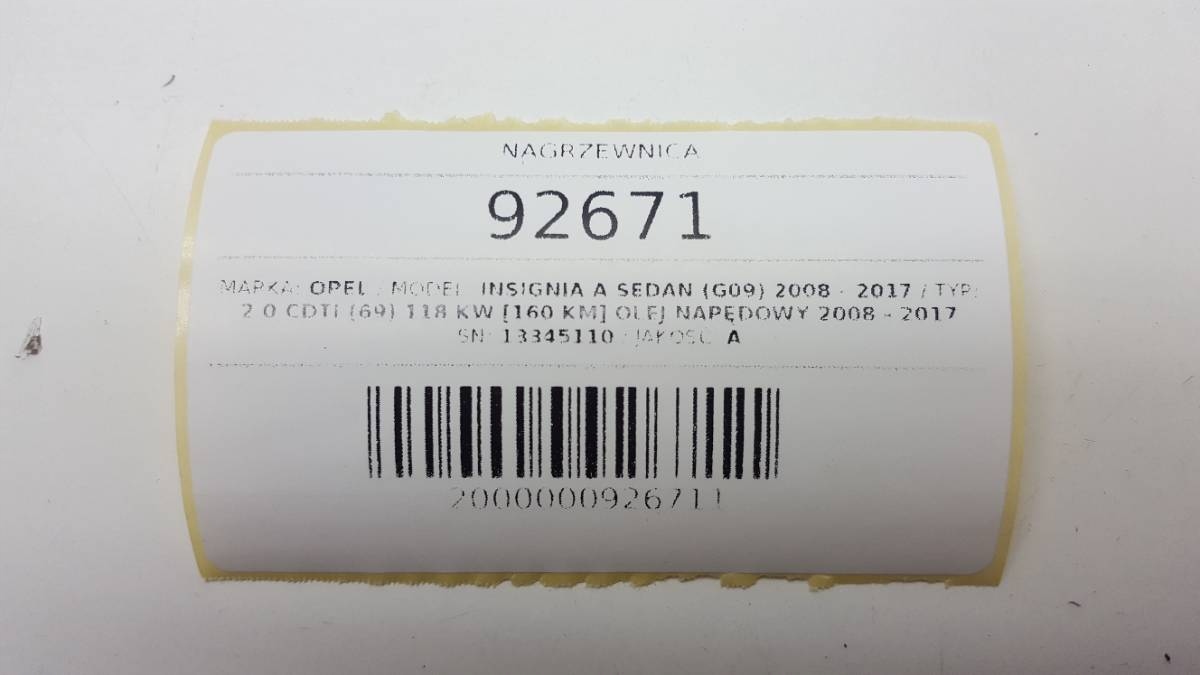 NAGRZEWNICA
92671
MARKA: OPEL / MODEL: INSIGNIA A SEDAN (G09) 2008 - 2017 / TYP:
2.0 CDTI (69) 118 KW [160 KM] OLEJ NAPĘDOWY 2008 - 2017
SN: 13345110 / JAKOŚĆ: A
2000000926711